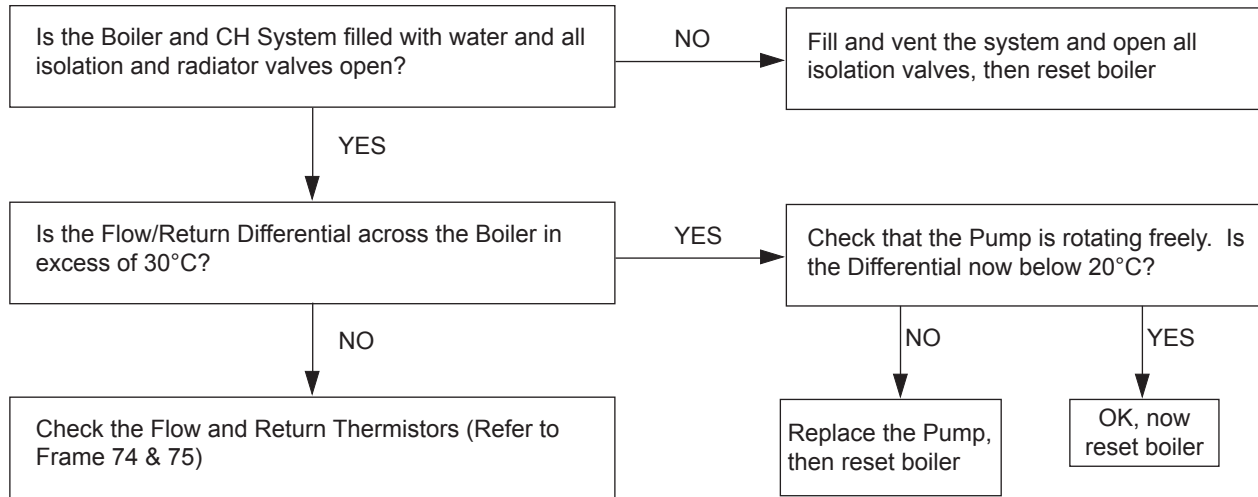 Is the Boiler and CH System filled with water and all
isolation and radiator valves open?
NO
Fill and vent the system and open all
isolation valves, then reset boiler
YES
Is the Flow/Return Differential across the Boiler in
excess of 30°C?
YES
Check that the Pump is rotating freely.  Is
the Differential now below 20°C?
NO
NO
YES
Check the Flow and Return Thermistors (Refer to
Frame 74 & 75)
Replace the Pump,
then reset boiler
OK, now
reset boiler